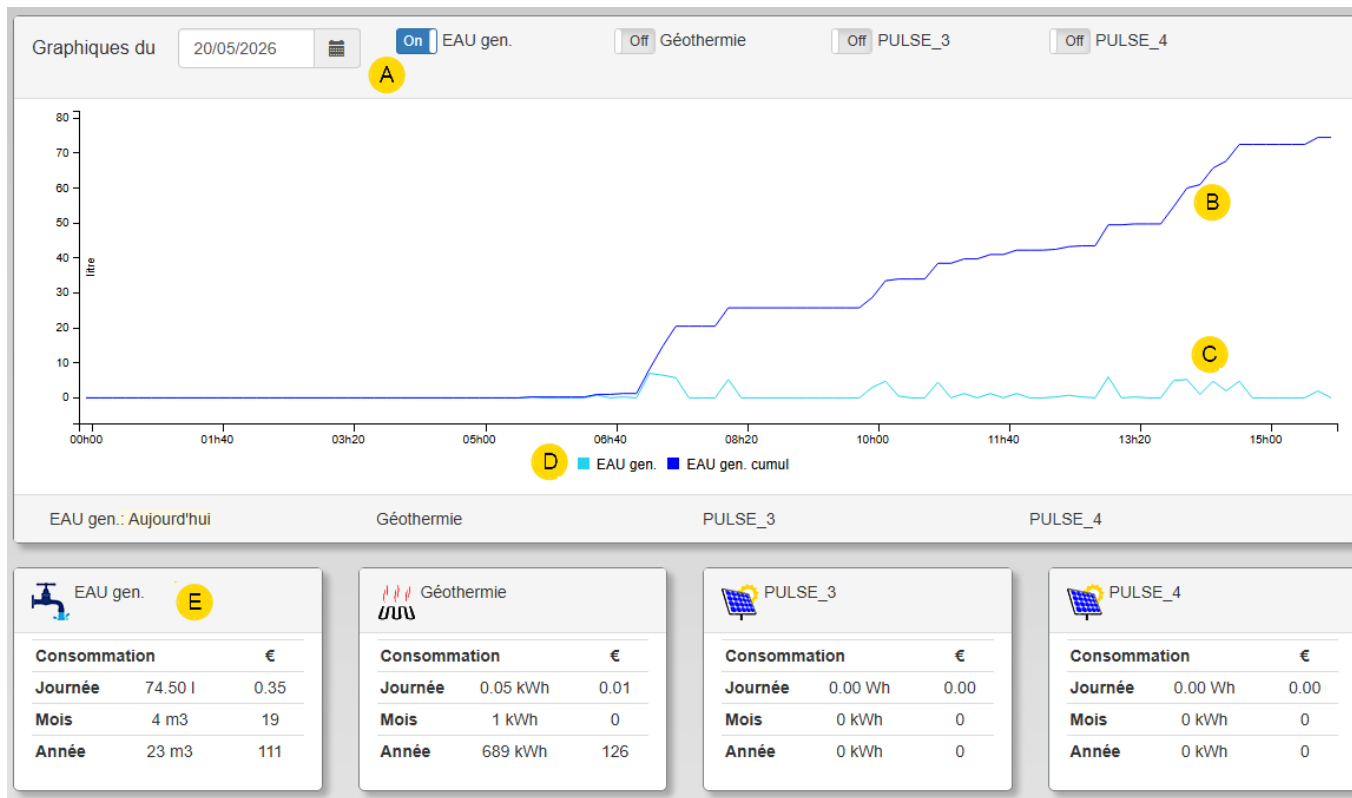 Graphiques du 20/05/2026 On EAU gen. Off Géothermie Off PULSE_3 Off PULSE_4
A
80
70
60
50
40
30
20
10
0
litre
B
C
00h00 01h40 03h20 05h00 06h40 08h20 10h00 11h40 13h20 15h00
D EAU gen. EAU gen. cumul
EAU gen.: Aujourd'hui Géothermie PULSE_3 PULSE_4
EAU gen. E
Consommation €
Journée 74.50 l 0.35
Mois 4 m3 19
Année 23 m3 111
Géothermie
Consommation €
Journée 0.05 kWh 0.01
Mois 1 kWh 0
Année 689 kWh 126
PULSE_3
Consommation €
Journée 0.00 Wh 0.00
Mois 0 kWh 0
Année 0 kWh 0
PULSE_4
Consommation €
Journée 0.00 Wh 0.00
Mois 0 kWh 0
Année 0 kWh 0